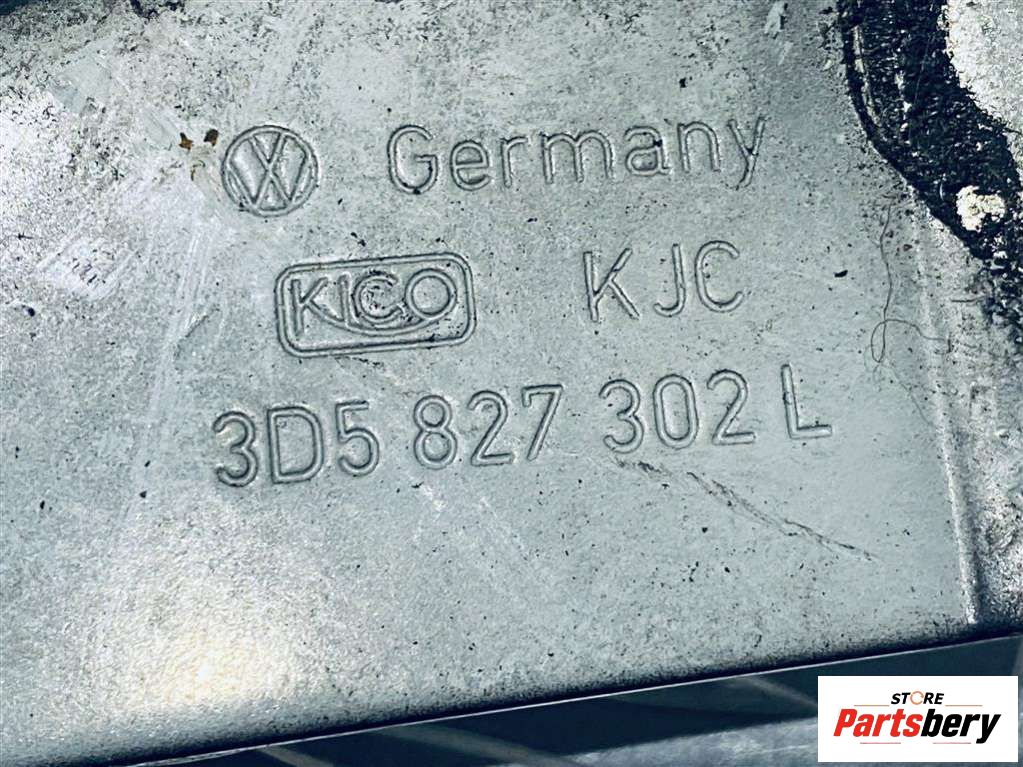 Germany
KICO KJC
3D5 827 302 L
STORE
Partsbery